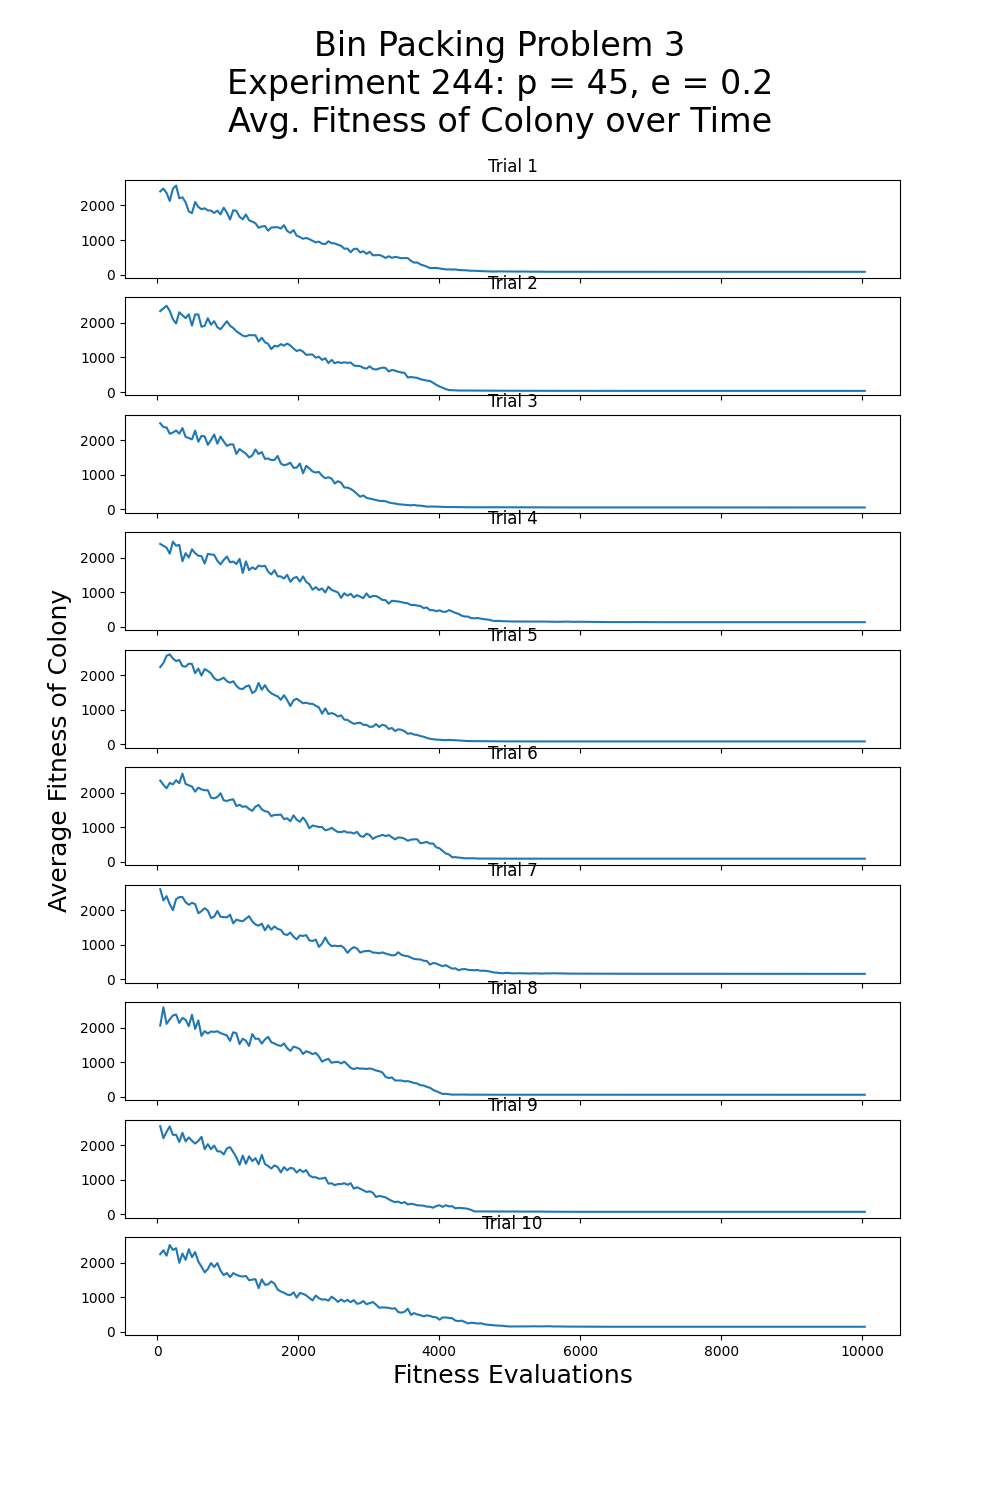 Bin Packing Problem 3
Experiment 244: p = 45, e = 0.2
Avg. Fitness of Colony over Time
Average Fitness of Colony
Trial 1
2000
1000
0
Trial 2
2000
1000
0
Trial 3
2000
1000
0
Trial 4
2000
1000
0
Trial 5
2000
1000
0
Trial 6
2000
1000
0
Trial 7
2000
1000
0
Trial 8
2000
1000
0
Trial 9
2000
1000
0
Trial 10
2000
1000
0
0 2000 4000 6000 8000 10000
Fitness Evaluations